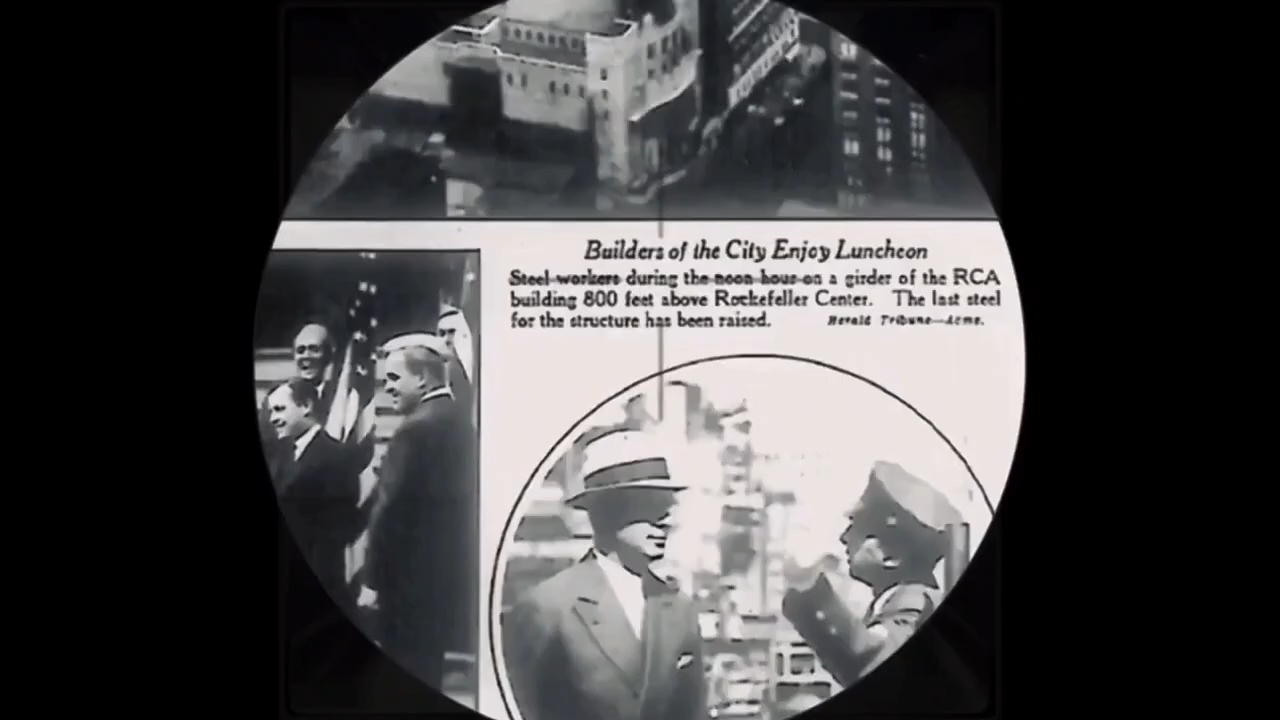 Builders of the City Enjoy Luncheon
Steel workers during the noon hour on a girder of the RCA
building 800 feet above Rockefeller Center. The last steel
for the structure has been raised. Herald Tribune—Acme.